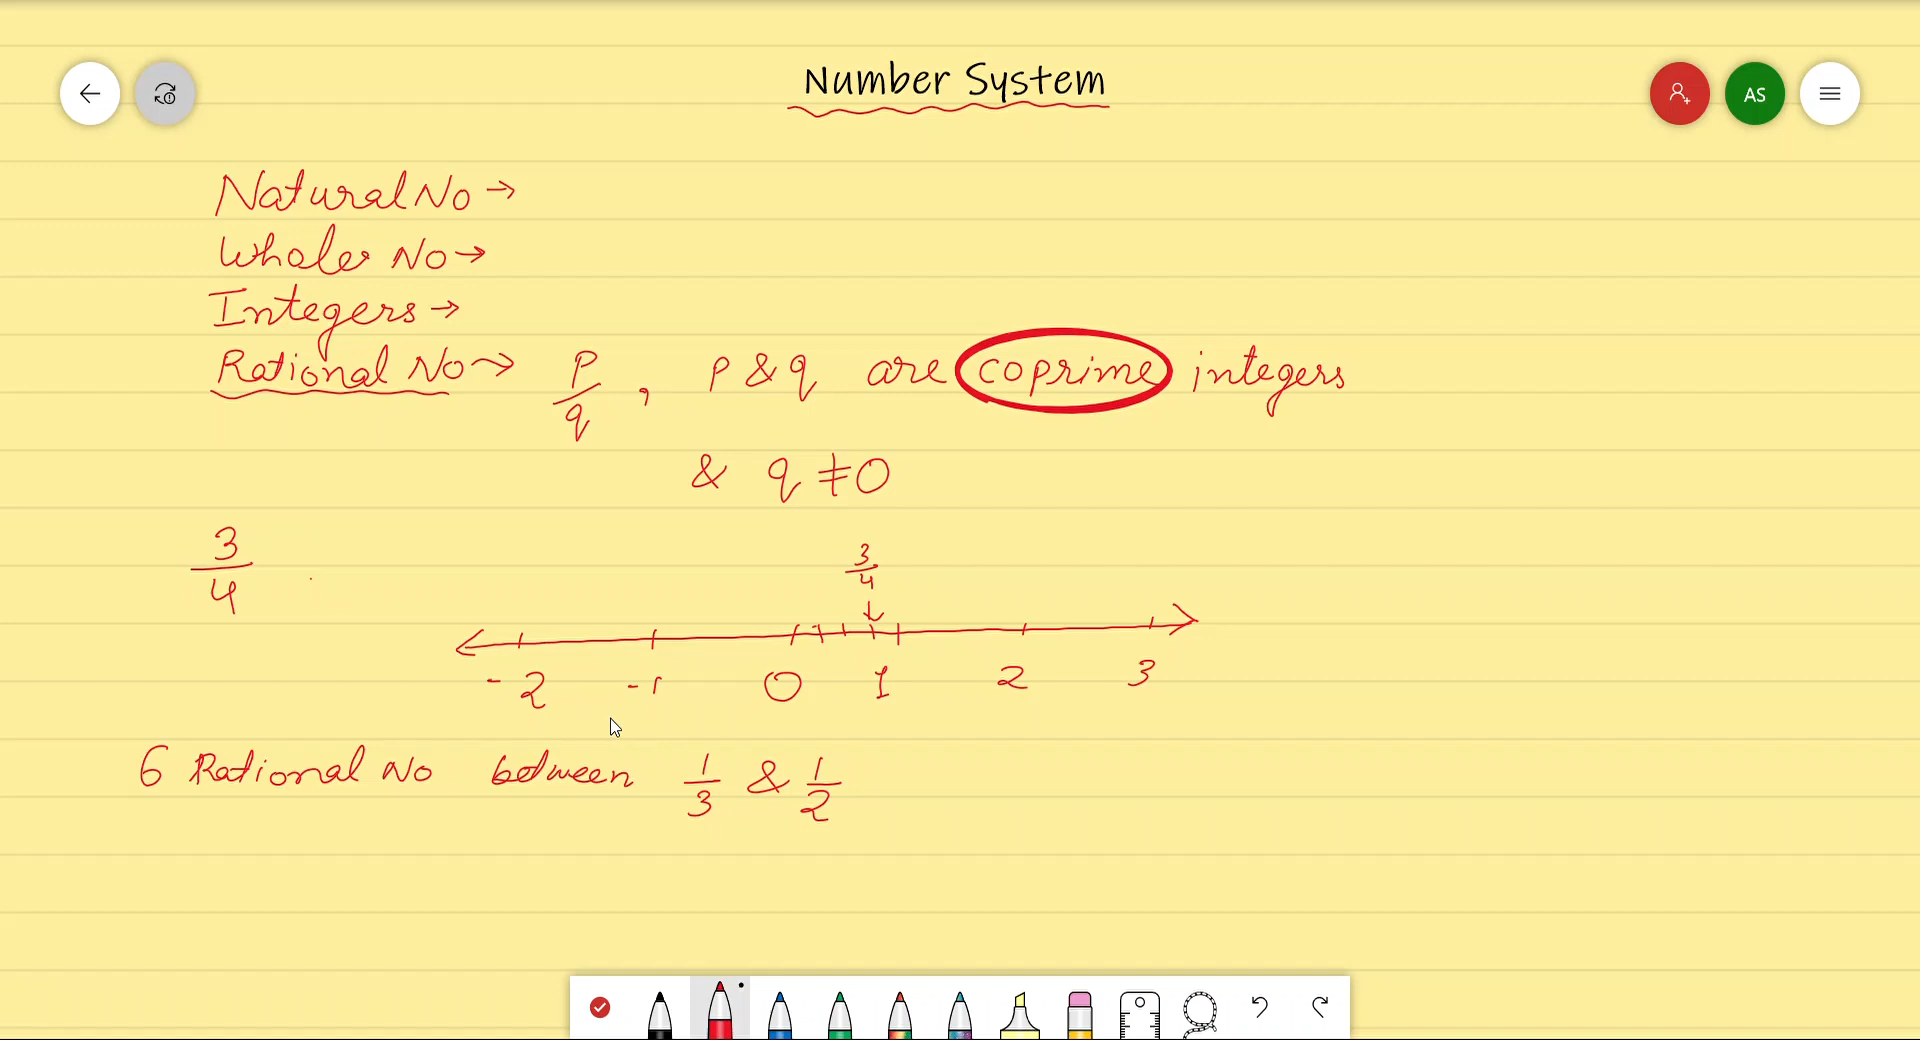 Number System
AS
Natural No →
Whole No →
Integers →
Rational No → p/q , p & q are coprime integers
& q ≠ 0
3/4
3/4
-2 -1 0 1 2 3
6 Rational No between 1/3 & 1/2